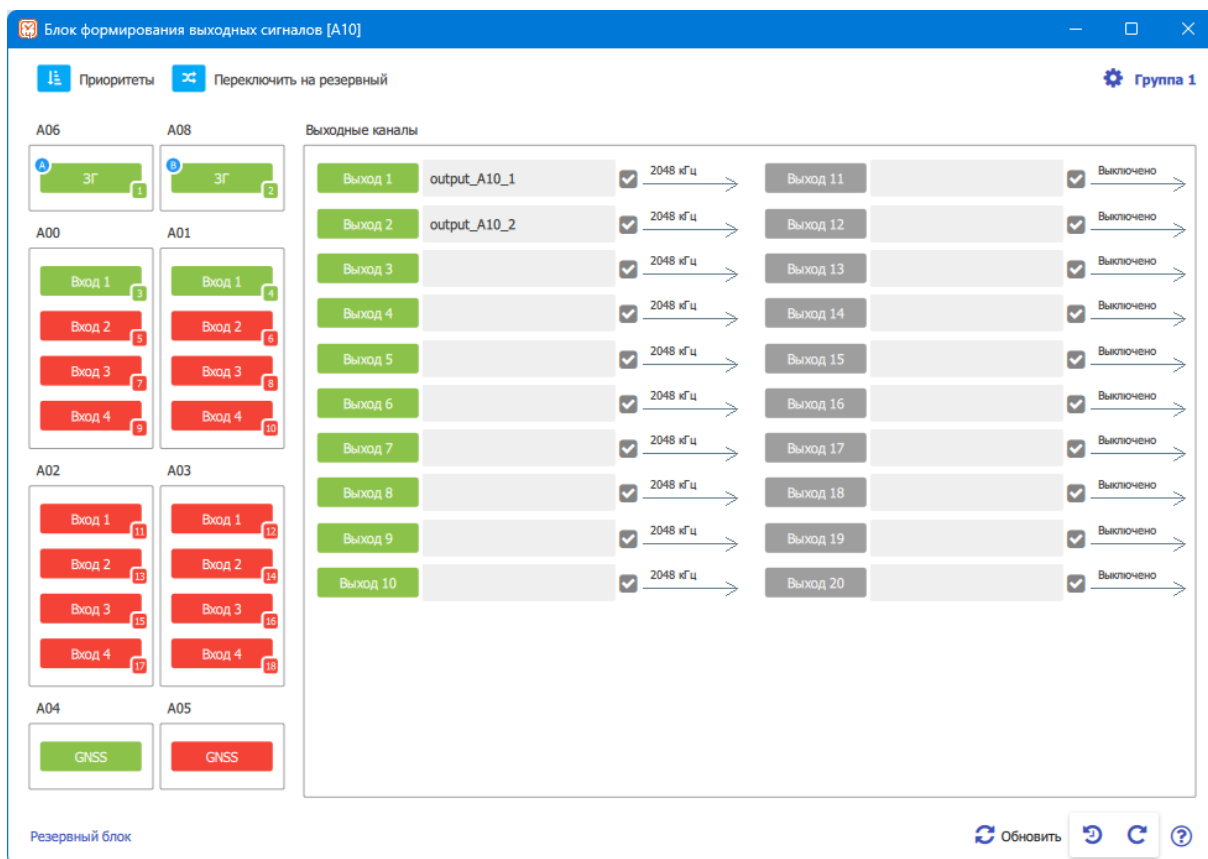 Блок формирования выходных сигналов [A10]
Приоритеты Переключить на резервный Группа 1
A06 A08 Выходные каналы
A ЗГ 1 B ЗГ 2
A00 A01
Вход 1 3 Вход 1 4
Вход 2 5 Вход 2 6
Вход 3 7 Вход 3 8
Вход 4 9 Вход 4 10
A02 A03
Вход 1 11 Вход 1 12
Вход 2 13 Вход 2 14
Вход 3 15 Вход 3 16
Вход 4 17 Вход 4 18
A04 A05
GNSS GNSS
Выход 1 output_A10_1 2048 кГц Выход 11 Выключено
Выход 2 output_A10_2 2048 кГц Выход 12 Выключено
Выход 3 2048 кГц Выход 13 Выключено
Выход 4 2048 кГц Выход 14 Выключено
Выход 5 2048 кГц Выход 15 Выключено
Выход 6 2048 кГц Выход 16 Выключено
Выход 7 2048 кГц Выход 17 Выключено
Выход 8 2048 кГц Выход 18 Выключено
Выход 9 2048 кГц Выход 19 Выключено
Выход 10 2048 кГц Выход 20 Выключено
Резервный блок Обновить ?